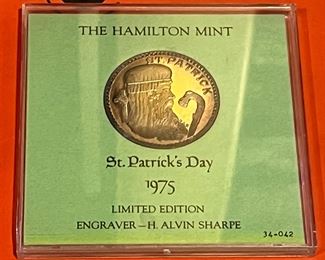 THE HAMILTON MINT
ST. PATRICK
St. Patrick's Day
1975
LIMITED EDITION
ENGRAVER — H. ALVIN SHARPE
34-042